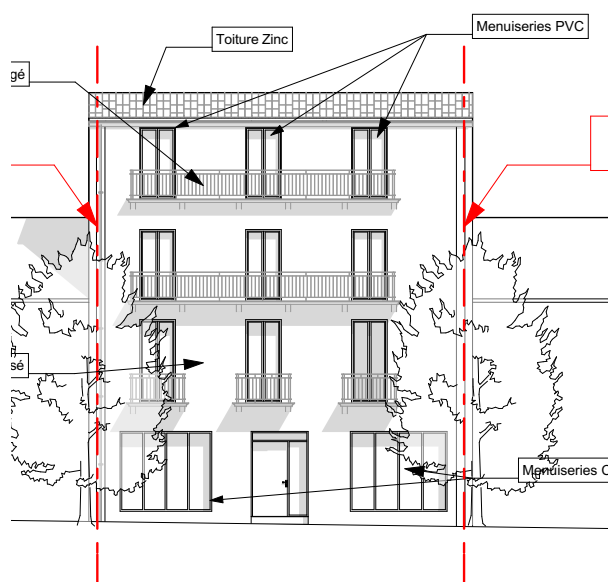 Menuiseries PVC
Toiture Zinc
gé
sé
Menuiseries C